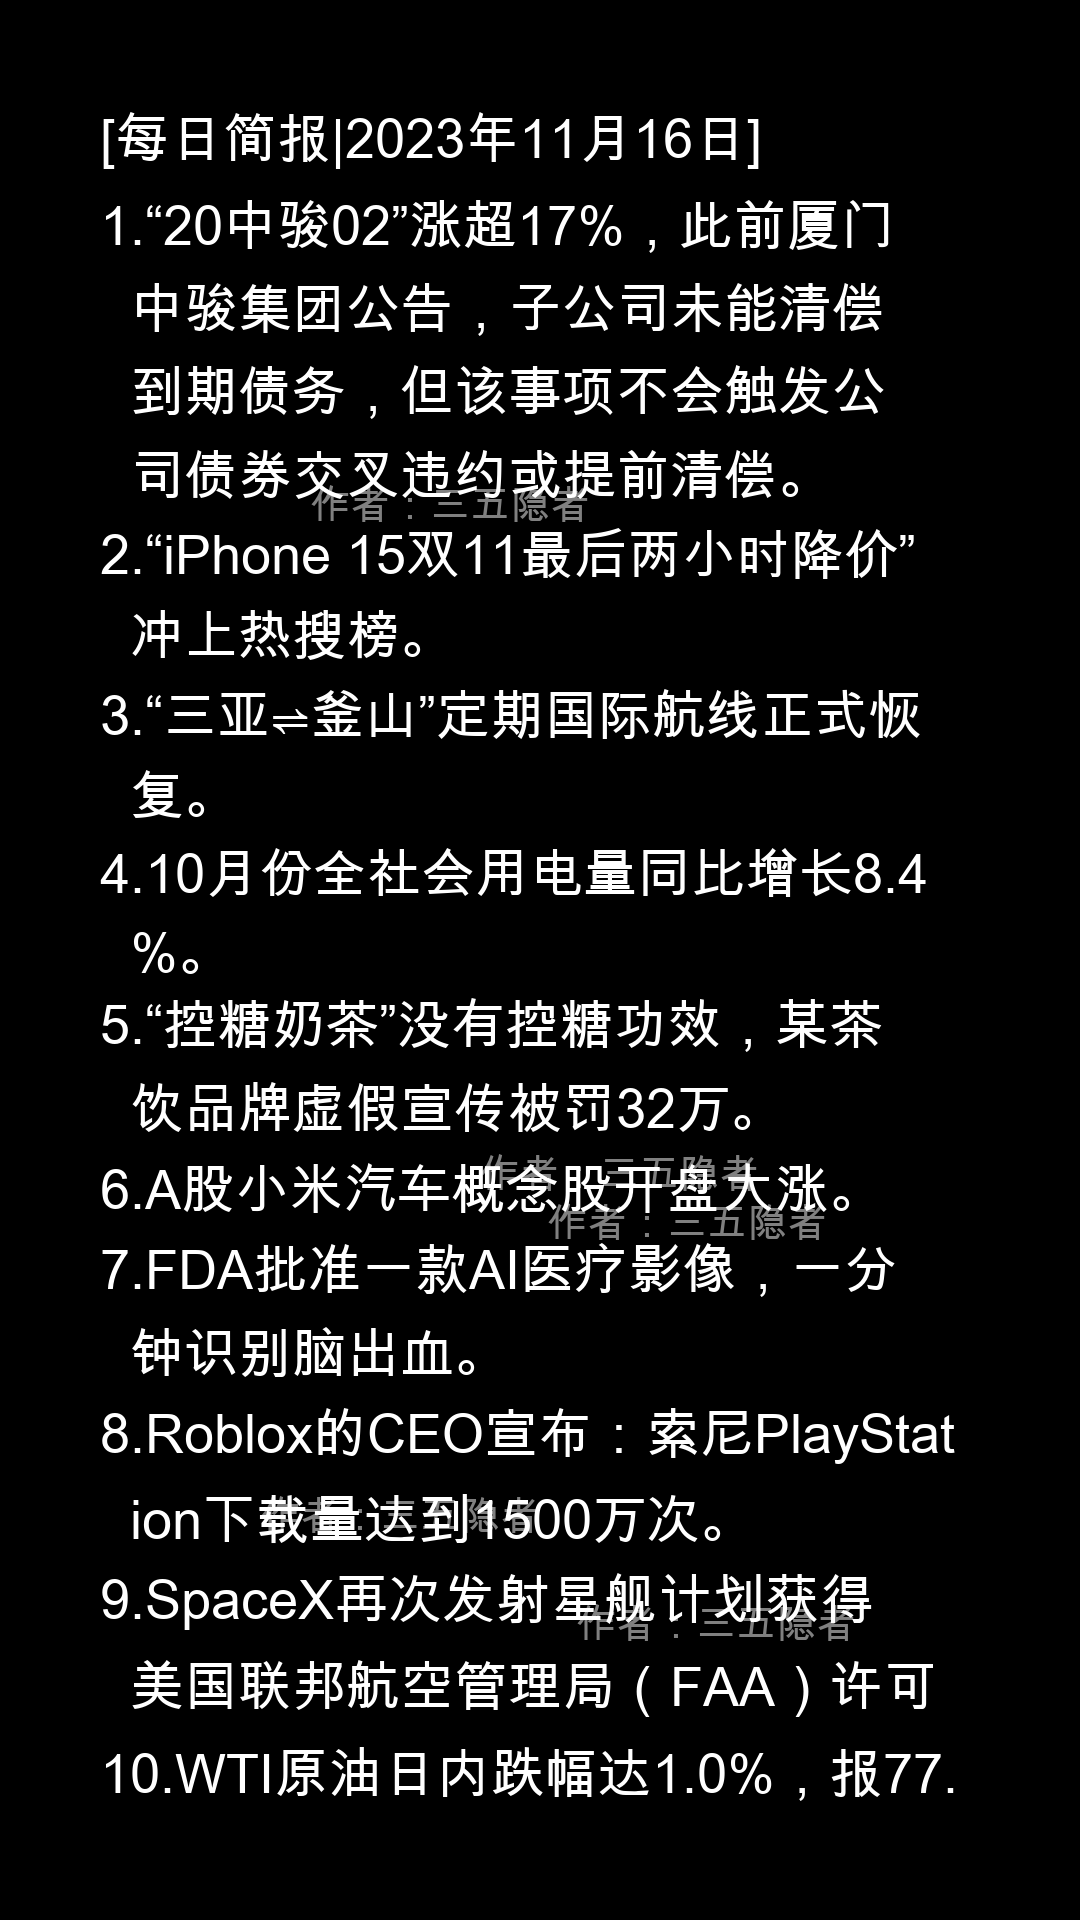 [每日简报|2023年11月16日]
1.“20中骏02”涨超17%，此前厦门
中骏集团公告，子公司未能清偿
到期债务，但该事项不会触发公
司债券交叉违约或提前清偿。
作者：三五隐者
2.“iPhone 15双11最后两小时降价”
冲上热搜榜。
3.“三亚⇌釜山”定期国际航线正式恢
复。
4.10月份全社会用电量同比增长8.4
%。
5.“控糖奶茶”没有控糖功效，某茶
饮品牌虚假宣传被罚32万。
作者：三五隐者
6.A股小米汽车概念股开盘大涨。
作者：三五隐者
7.FDA批准一款AI医疗影像，一分
钟识别脑出血。
8.Roblox的CEO宣布：索尼PlayStat
ion下载量达到1500万次。
作者：三五隐者
9.SpaceX再次发射星舰计划获得
作者：三五隐者
美国联邦航空管理局（FAA）许可
10.WTI原油日内跌幅达1.0%，报77.